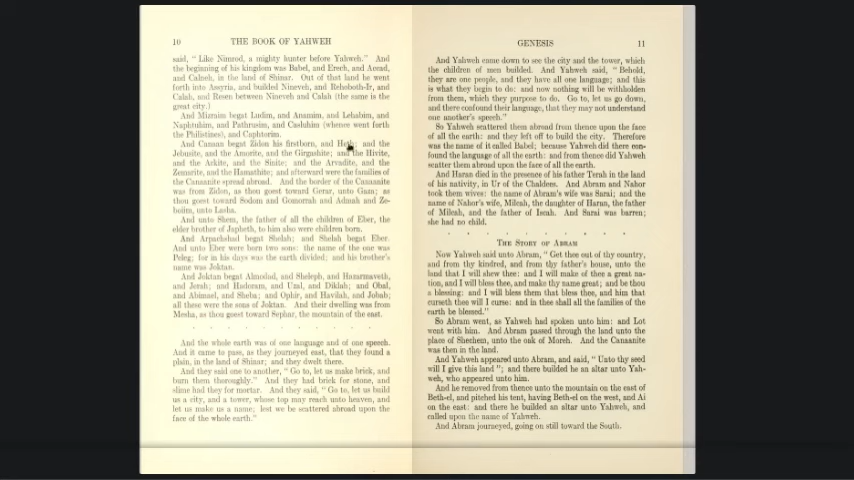 10 THE BOOK OF YAHWEH
said, " Like Nimrod, a mighty hunter before Yahweh." And
the beginning of his kingdom was Babel, and Erech, and Accad,
and Calneh, in the land of Shinar. Out of that land he went
forth into Assyria, and builded Nineveh, and Rehoboth-Ir, and
Calah, and Resen between Nineveh and Calah (the same is the
great city.)
And Mizraim begat Ludim, and Anamim, and Lehabim, and
Naphtuhim, and Pathrusim, and Casluhim (whence went forth
the Philistines), and Caphtorim.
And Canaan begat Zidon his firstborn, and Heth; and the
Jebusite, and the Amorite, and the Girgashite; and the Hivite,
and the Arkite, and the Sinite; and the Arvadite, and the
Zemarite, and the Hamathite; and afterward were the families of
the Canaanite spread abroad. And the border of the Canaanite
was from Zidon, as thou goest toward Gerar, unto Gaza; as
thou goest toward Sodom and Gomorrah and Admah and Ze-
boiim, unto Lasha.
And unto Shem, the father of all the children of Eber, the
elder brother of Japheth, to him also were children born.
And Arpachshad begat Shelah; and Shelah begat Eber.
And unto Eber were born two sons: the name of the one was
Peleg; for in his days was the earth divided; and his brother's
name was Joktan.
And Joktan begat Almodad, and Sheleph, and Hazarmaveth,
and Jerah; and Hadoram, and Uzal, and Diklah; and Obal,
and Abimael, and Sheba; and Ophir, and Havilah, and Jobab;
all these were the sons of Joktan. And their dwelling was from
Mesha, as thou goest toward Sephar, the mountain of the east.
. . . . . . . . . .
And the whole earth was of one language and of one speech.
And it came to pass, as they journeyed east, that they found a
plain, in the land of Shinar; and they dwelt there.
And they said one to another, " Go to, let us make brick, and
burn them thoroughly." And they had brick for stone, and
slime had they for mortar. And they said, " Go to, let us build
us a city, and a tower, whose top may reach unto heaven, and
let us make us a name; lest we be scattered abroad upon the
face of the whole earth."
GENESIS 11
And Yahweh came down to see the city and the tower, which
the children of men builded. And Yahweh said, " Behold,
they are one people, and they have all one language; and this
is what they begin to do: and now nothing will be withholden
from them, which they purpose to do. Go to, let us go down,
and there confound their language, that they may not understand
one another's speech."
So Yahweh scattered them abroad from thence upon the face
of all the earth: and they left off to build the city. Therefore
was the name of it called Babel; because Yahweh did there con-
found the language of all the earth: and from thence did Yahweh
scatter them abroad upon the face of all the earth.
And Haran died in the presence of his father Terah in the land
of his nativity, in Ur of the Chaldees. And Abram and Nahor
took them wives: the name of Abram's wife was Sarai; and the
name of Nahor's wife, Milcah, the daughter of Haran, the father
of Milcah, and the father of Iscah. And Sarai was barren;
she had no child.
. . . . . . . .
THE STORY OF ABRAM
Now Yahweh said unto Abram, " Get thee out of thy country,
and from thy kindred, and from thy father's house, unto the
land that I will shew thee: and I will make of thee a great na-
tion, and I will bless thee, and make thy name great; and be thou
a blessing: and I will bless them that bless thee, and him that
curseth thee will I curse: and in thee shall all the families of the
earth be blessed."
So Abram went, as Yahweh had spoken unto him: and Lot
went with him. And Abram passed through the land unto the
place of Shechem, unto the oak of Moreh. And the Canaanite
was then in the land.
And Yahweh appeared unto Abram, and said, " Unto thy seed
will I give this land ": and there builded he an altar unto Yah-
weh, who appeared unto him.
And he removed from thence unto the mountain on the east of
Beth-el, and pitched his tent, having Beth-el on the west, and Ai
on the east: and there he builded an altar unto Yahweh, and
called upon the name of Yahweh.
And Abram journeyed, going on still toward the South.